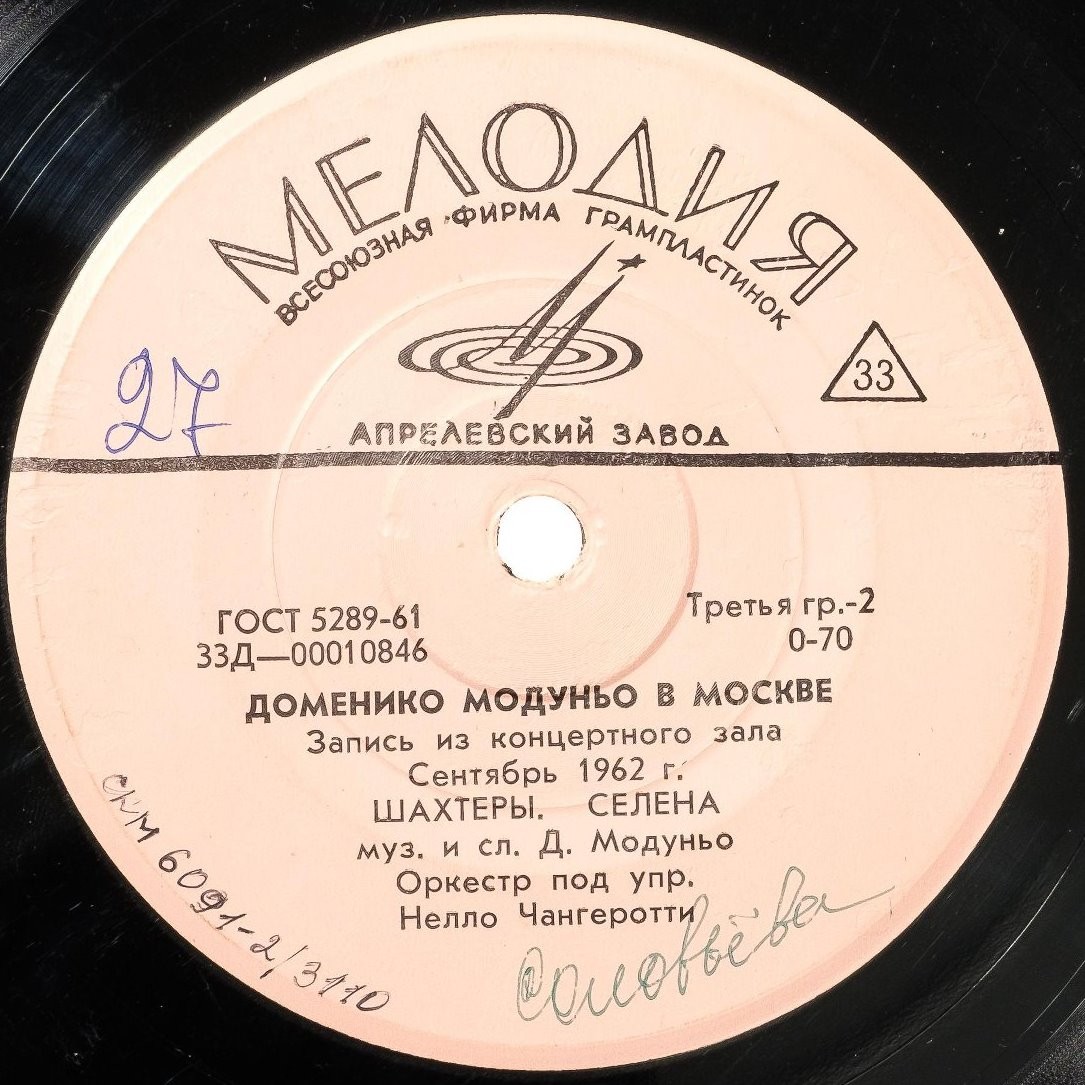 МЕЛОДИЯ
ВСЕСОЮЗНАЯ ФИРМА ГРАМПЛАСТИНОК
33
27
АПРЕЛЕВСКИЙ ЗАВОД
ГОСТ 5289-61
Третья гр.-2
33Д—00010846
0-70
ДОМЕНИКО МОДУНЬО В МОСКВЕ
Запись из концертного зала
Сентябрь 1962 г.
ШАХТЕРЫ. СЕЛЕНА
муз. и сл. Д. Модуньо
Оркестр под упр.
Нелло Чангеротти
СКМ 6091-2/3110
Соловьёва